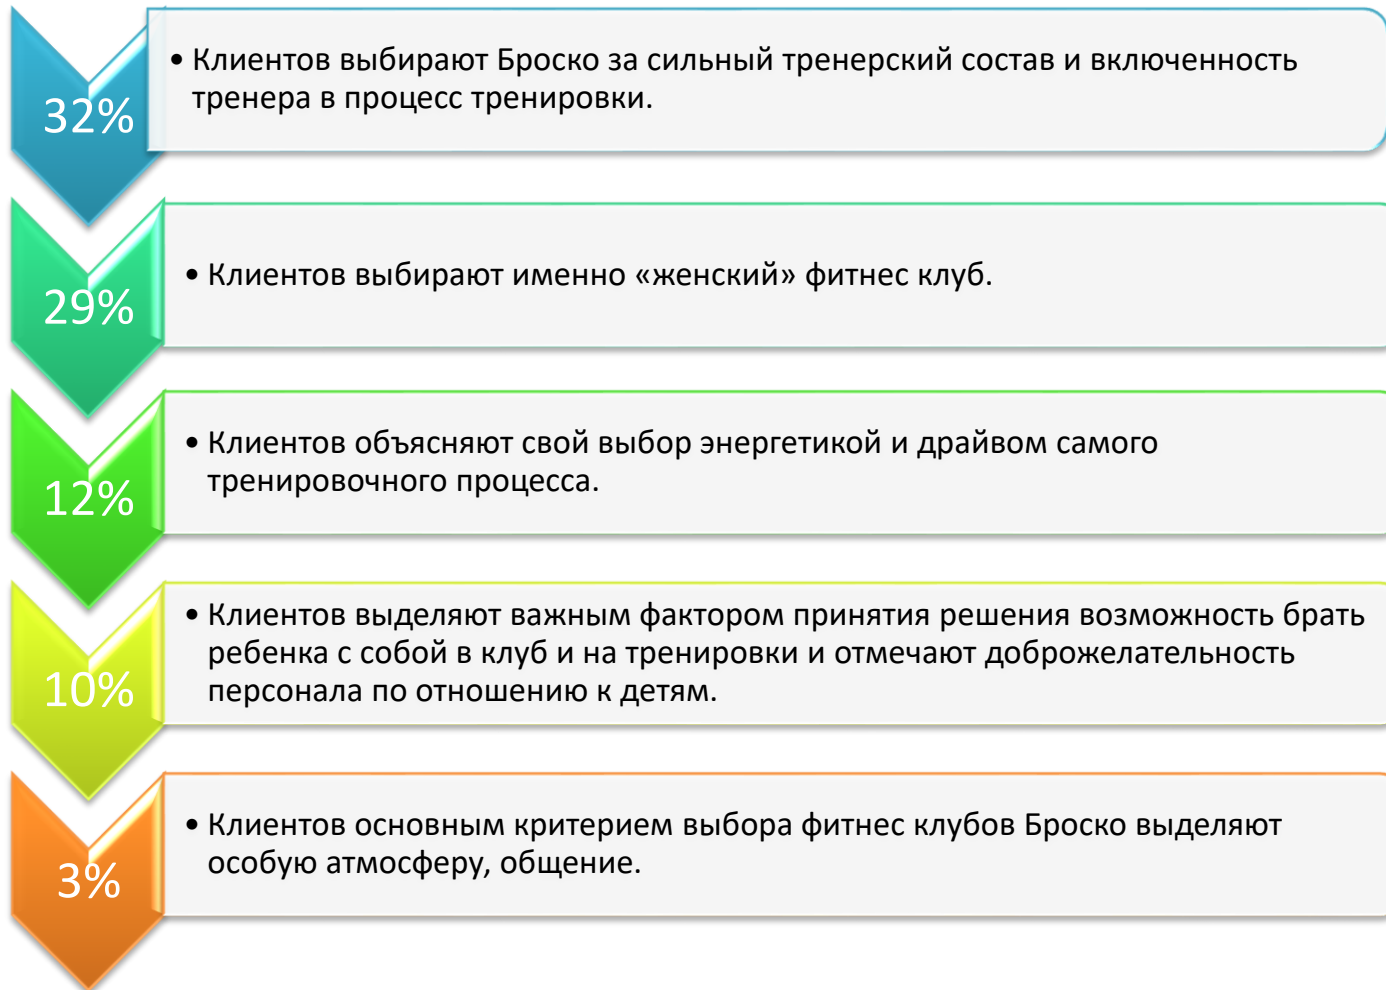 32%
• Клиентов выбирают Броско за сильный тренерский состав и включенность
тренера в процесс тренировки.
29%
• Клиентов выбирают именно «женский» фитнес клуб.
12%
• Клиентов объясняют свой выбор энергетикой и драйвом самого
тренировочного процесса.
10%
• Клиентов выделяют важным фактором принятия решения возможность брать
ребенка с собой в клуб и на тренировки и отмечают доброжелательность
персонала по отношению к детям.
3%
• Клиентов основным критерием выбора фитнес клубов Броско выделяют
особую атмосферу, общение.